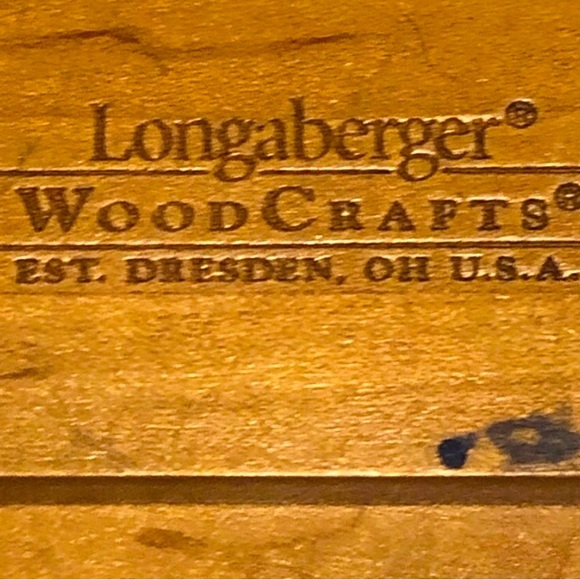 Longaberger®
WOODCRAFTS®
EST. DRESDEN, OH U.S.A.